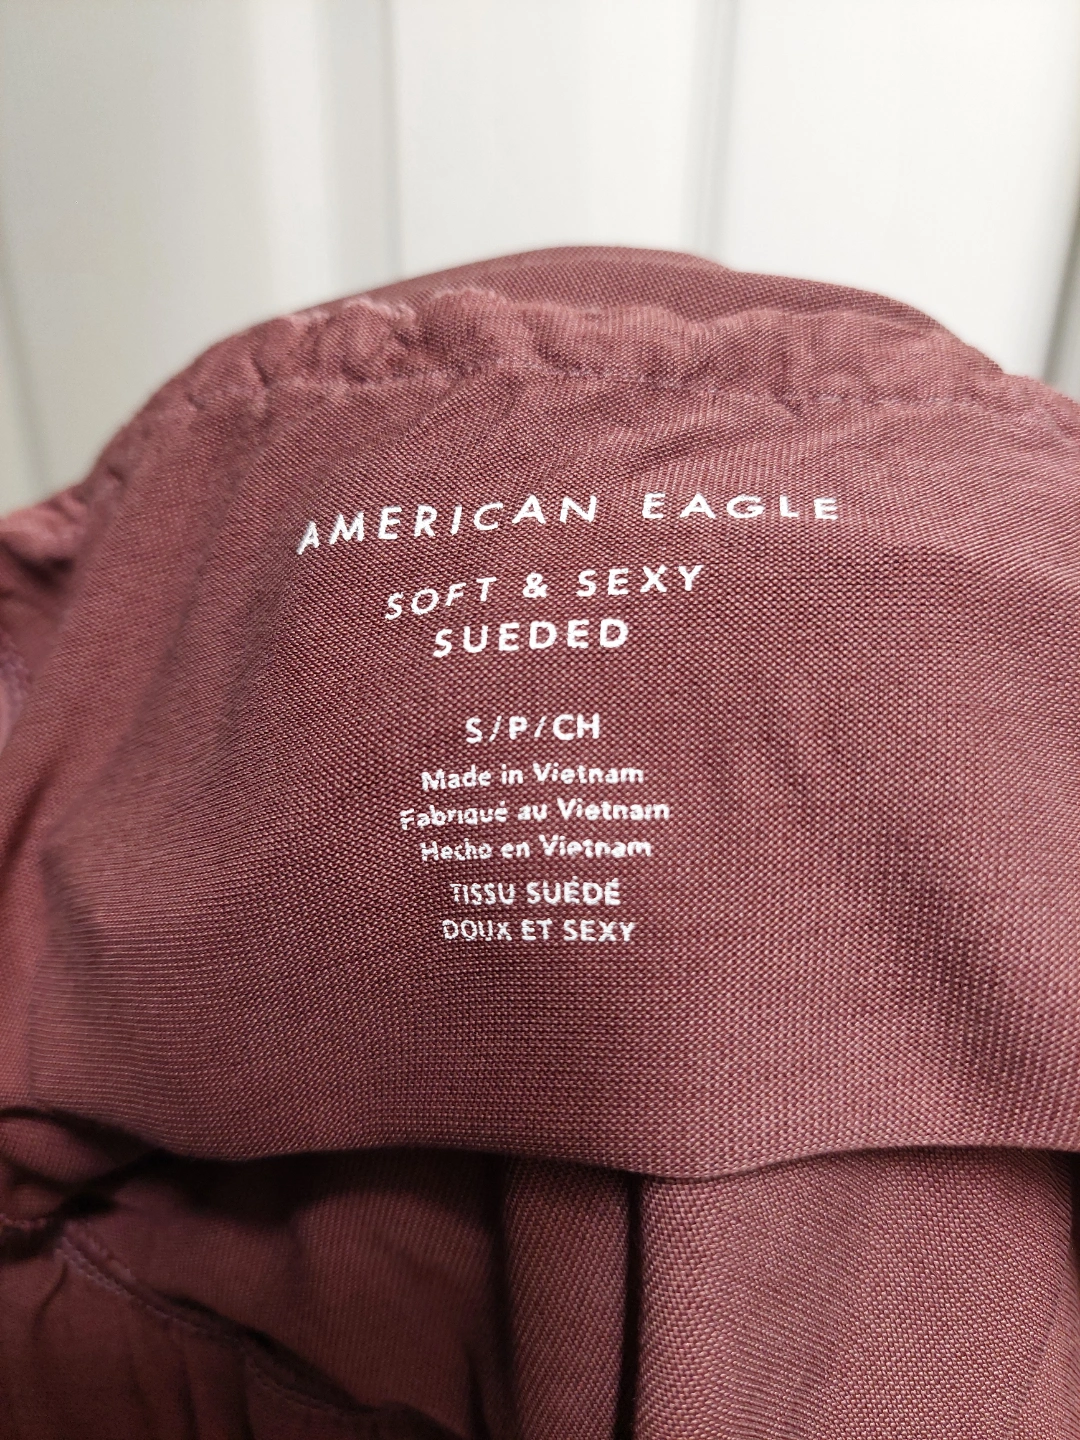 AMERICAN EAGLE
SOFT & SEXY
SUEDED
S/P/CH
Made in Vietnam
Fabriqué au Vietnam
Hecho en Vietnam
TISSU SUÉDÉ
DOUX ET SEXY